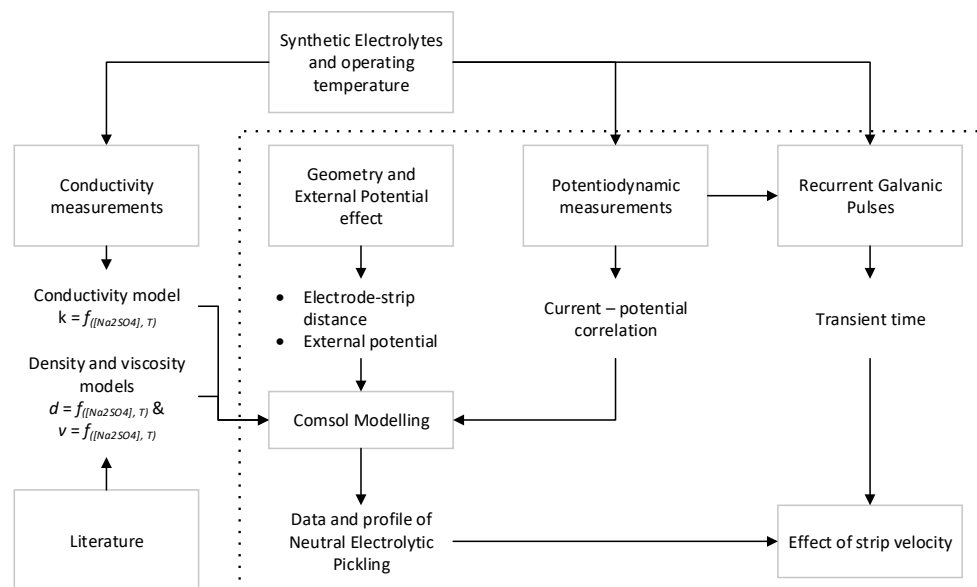 Synthetic Electrolytes
and operating
temperature
Conductivity
measurements
Geometry and
External Potential
effect
Potentiodynamic
measurements
Recurrent Galvanic
Pulses
Conductivity model
k = f([Na2SO4], T)
• Electrode-strip
distance
• External potential
Current – potential
correlation
Transient time
Density and viscosity
models
d = f([Na2SO4], T) &
v = f([Na2SO4], T)
Comsol Modelling
Literature
Data and profile of
Neutral Electrolytic
Pickling
Effect of strip velocity